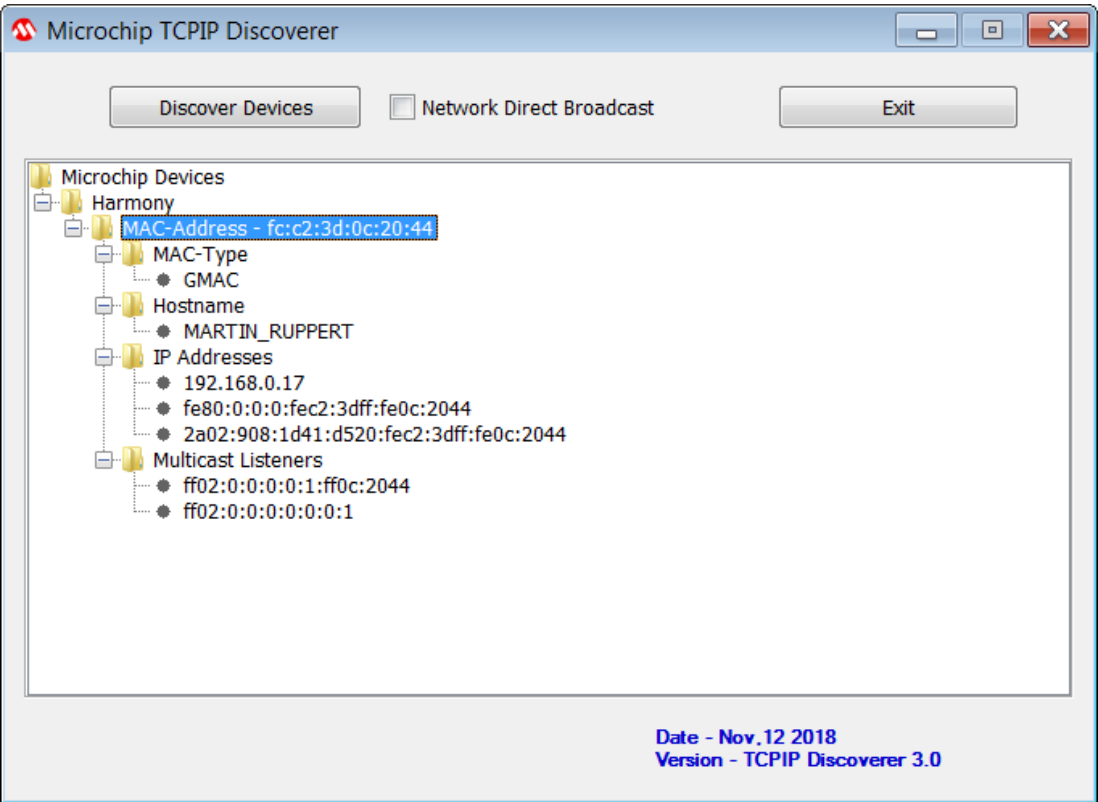 Microchip TCPIP Discoverer
Discover Devices
Network Direct Broadcast
Exit
Microchip Devices
Harmony
MAC-Address - fc:c2:3d:0c:20:44
MAC-Type
GMAC
Hostname
MARTIN_RUPPERT
IP Addresses
192.168.0.17
fe80:0:0:0:fec2:3dff:fe0c:2044
2a02:908:1d41:d520:fec2:3dff:fe0c:2044
Multicast Listeners
ff02:0:0:0:0:1:ff0c:2044
ff02:0:0:0:0:0:0:1
Date - Nov,12 2018
Version - TCPIP Discoverer 3.0